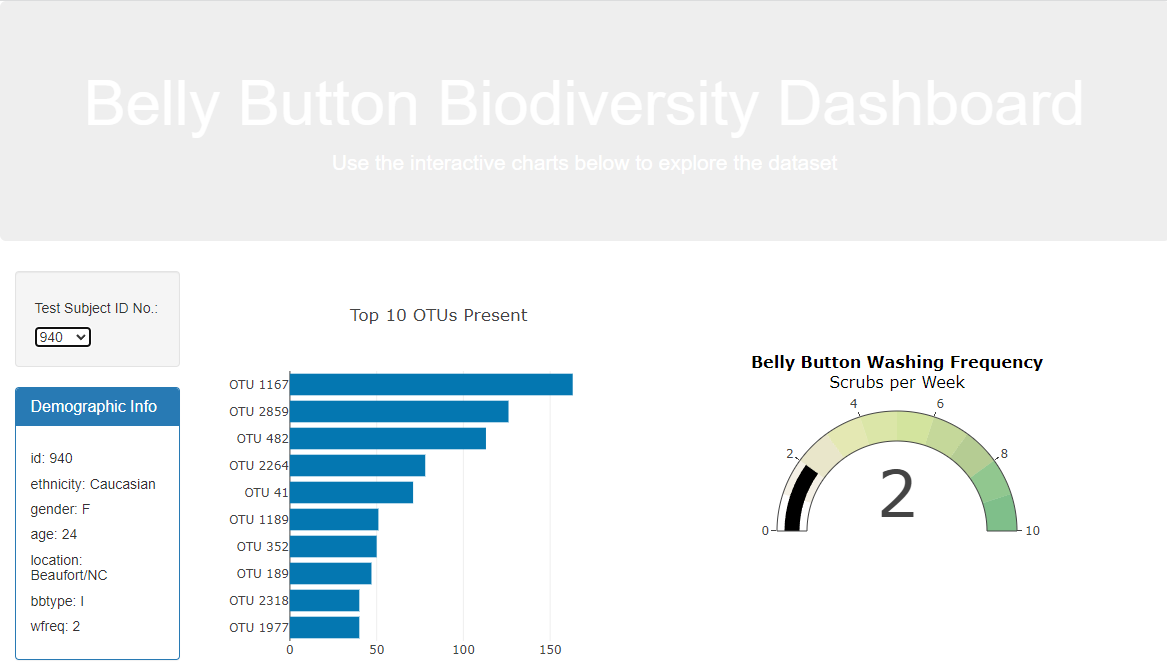 Belly Button Biodiversity Dashboard
Use the interactive charts below to explore the dataset
Test Subject ID No.:
940
Demographic Info
id: 940
ethnicity: Caucasian
gender: F
age: 24
location:
Beaufort/NC
bbtype: I
wfreq: 2
Top 10 OTUs Present
OTU 1167
OTU 2859
OTU 482
OTU 2264
OTU 41
OTU 1189
OTU 352
OTU 189
OTU 2318
OTU 1977
0 50 100 150
Belly Button Washing Frequency
Scrubs per Week
0 2 4 6 8 10
2